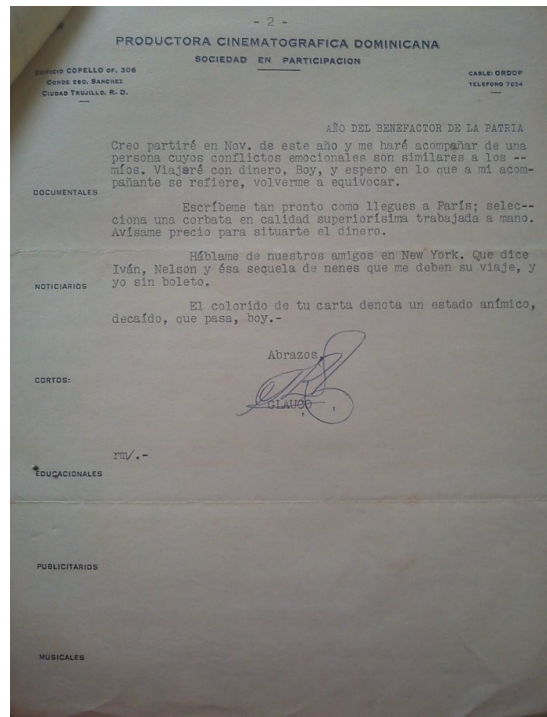 - 2 -
PRODUCTORA CINEMATOGRAFICA DOMINICANA
SOCIEDAD EN PARTICIPACION
EDIFICIO COPELLO OF. 306
CONDE ESQ. SANCHEZ
CIUDAD TRUJILLO, R. D.
CABLE: ORDOP
TELEFONO 7034
AÑO DEL BENEFACTOR DE LA PATRIA
Creo partiré en Nov. de este año y me haré acompañar de una
persona cuyos conflictos emocionales son similares a los --
míos. Viajaré con dinero, Boy, y espero en lo que a mi acom-
pañante se refiere, volverme a equivocar.
DOCUMENTALES
Escríbeme tan pronto como llegues a París; selec--
ciona una corbata en calidad superiorísima trabajada a mano.
Avísame precio para situarte el dinero.
Háblame de nuestros amigos en New York. Que dice
Iván, Nelson y ésa sequela de nenes que me deben su viaje, y
NOTICIARIOS
yo sin boleto.
El colorido de tu carta denota un estado anímico,
decaído, que pasa, boy.-
Abrazos,
CORTOS:
GLAUCO
rm/.-
EDUCACIONALES
PUBLICITARIOS
MUSICALES